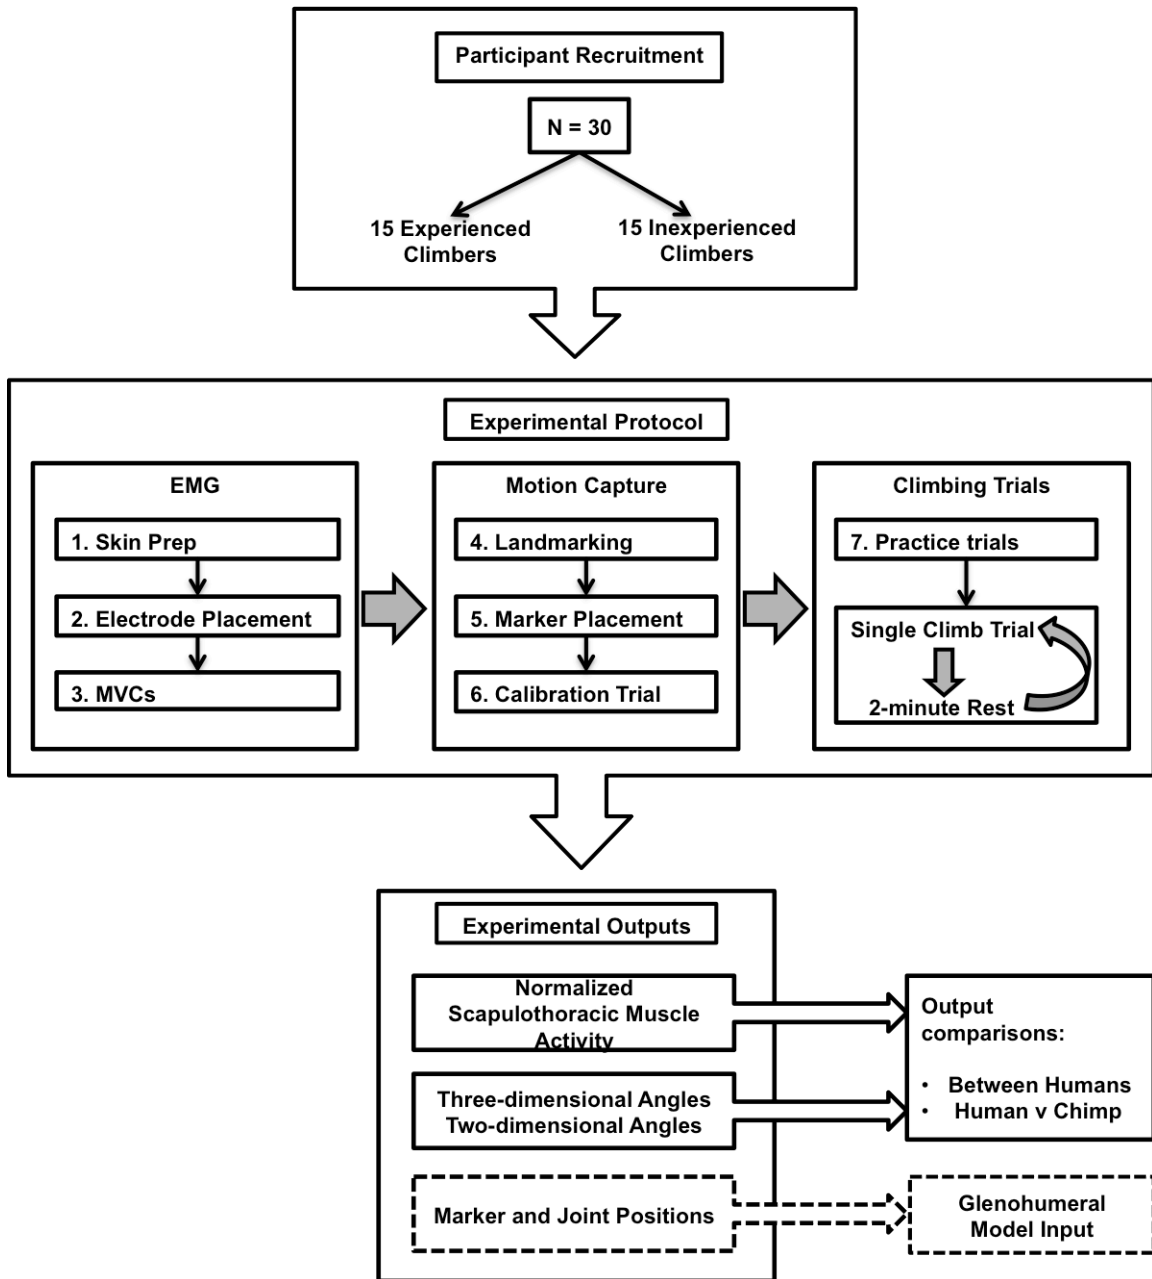 Participant Recruitment
N = 30
15 Experienced
Climbers
15 Inexperienced
Climbers
Experimental Protocol
EMG
1. Skin Prep
2. Electrode Placement
3. MVCs
Motion Capture
4. Landmarking
5. Marker Placement
6. Calibration Trial
Climbing Trials
7. Practice trials
Single Climb Trial
2-minute Rest
Experimental Outputs
Normalized
Scapulothoracic Muscle
Activity
Three-dimensional Angles
Two-dimensional Angles
Marker and Joint Positions
Output
comparisons:
• Between Humans
• Human v Chimp
Glenohumeral
Model Input